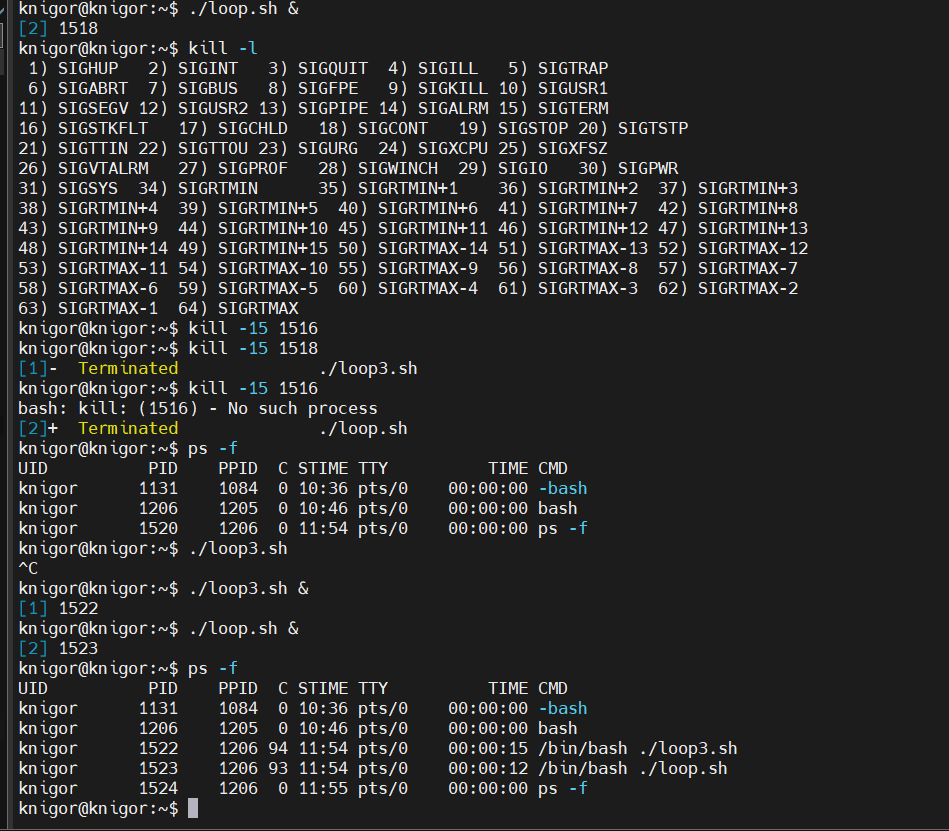 knigor@knigor:~$ ./loop.sh &
[2] 1518
knigor@knigor:~$ kill -l
 1) SIGHUP   2) SIGINT   3) SIGQUIT  4) SIGILL   5) SIGTRAP
 6) SIGABRT  7) SIGBUS   8) SIGFPE   9) SIGKILL 10) SIGUSR1
11) SIGSEGV 12) SIGUSR2 13) SIGPIPE 14) SIGALRM 15) SIGTERM
16) SIGSTKFLT   17) SIGCHLD   18) SIGCONT   19) SIGSTOP 20) SIGTSTP
21) SIGTTIN 22) SIGTTOU 23) SIGURG  24) SIGXCPU 25) SIGXFSZ
26) SIGVTALRM   27) SIGPROF   28) SIGWINCH  29) SIGIO   30) SIGPWR
31) SIGSYS  34) SIGRTMIN      35) SIGRTMIN+1    36) SIGRTMIN+2  37) SIGRTMIN+3
38) SIGRTMIN+4  39) SIGRTMIN+5  40) SIGRTMIN+6  41) SIGRTMIN+7  42) SIGRTMIN+8
43) SIGRTMIN+9  44) SIGRTMIN+10 45) SIGRTMIN+11 46) SIGRTMIN+12 47) SIGRTMIN+13
48) SIGRTMIN+14 49) SIGRTMIN+15 50) SIGRTMAX-14 51) SIGRTMAX-13 52) SIGRTMAX-12
53) SIGRTMAX-11 54) SIGRTMAX-10 55) SIGRTMAX-9  56) SIGRTMAX-8  57) SIGRTMAX-7
58) SIGRTMAX-6  59) SIGRTMAX-5  60) SIGRTMAX-4  61) SIGRTMAX-3  62) SIGRTMAX-2
63) SIGRTMAX-1  64) SIGRTMAX
knigor@knigor:~$ kill -15 1516
knigor@knigor:~$ kill -15 1518
[1]-  Terminated              ./loop3.sh
knigor@knigor:~$ kill -15 1516
bash: kill: (1516) - No such process
[2]+  Terminated              ./loop.sh
knigor@knigor:~$ ps -f
UID          PID    PPID  C STIME TTY          TIME CMD
knigor      1131    1084  0 10:36 pts/0    00:00:00 -bash
knigor      1206    1205  0 10:46 pts/0    00:00:00 bash
knigor      1520    1206  0 11:54 pts/0    00:00:00 ps -f
knigor@knigor:~$ ./loop3.sh
^C
knigor@knigor:~$ ./loop3.sh &
[1] 1522
knigor@knigor:~$ ./loop.sh &
[2] 1523
knigor@knigor:~$ ps -f
UID          PID    PPID  C STIME TTY          TIME CMD
knigor      1131    1084  0 10:36 pts/0    00:00:00 -bash
knigor      1206    1205  0 10:46 pts/0    00:00:00 bash
knigor      1522    1206 94 11:54 pts/0    00:00:15 /bin/bash ./loop3.sh
knigor      1523    1206 93 11:54 pts/0    00:00:12 /bin/bash ./loop.sh
knigor      1524    1206  0 11:55 pts/0    00:00:00 ps -f
knigor@knigor:~$